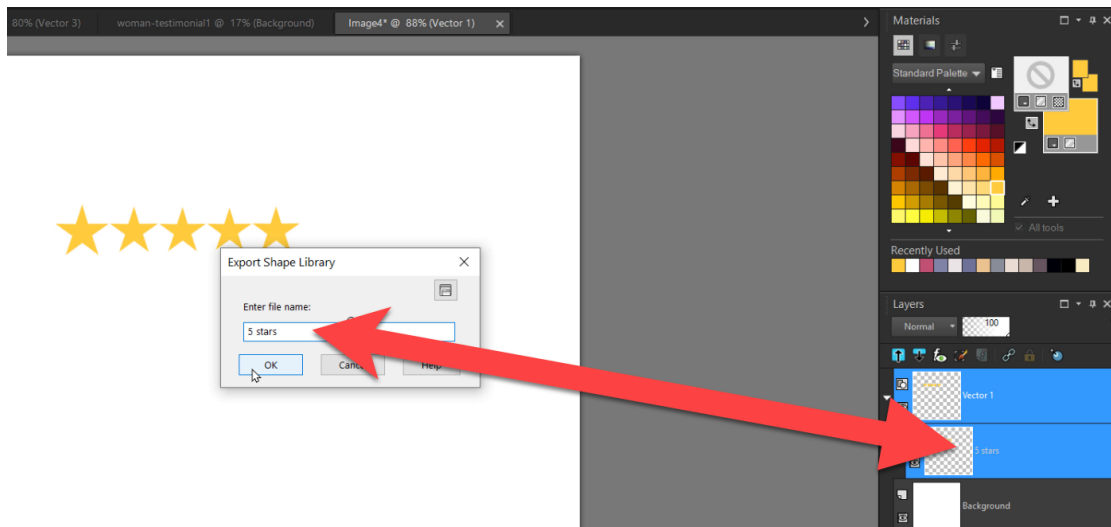 80% (Vector 3)
woman-testimonial1 @ 17% (Background)
Image4* @ 88% (Vector 1)
Materials
Standard Palette
All tools
Recently Used
Export Shape Library
Enter file name:
5 stars
OK
Layers
Normal
100
Vector 1
5 stars
Background